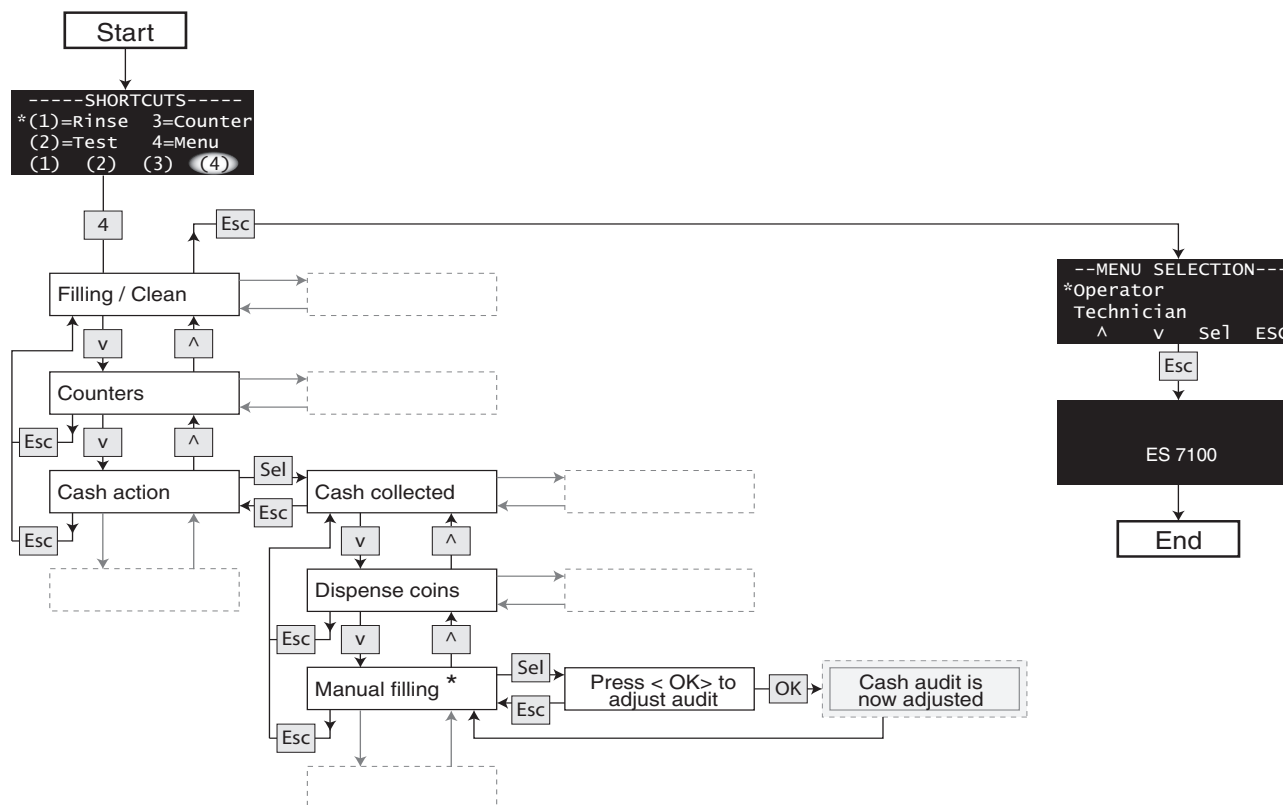 Start
-----SHORTCUTS-----
*(1)=Rinse 3=Counter
(2)=Test 4=Menu
(1) (2) (3) (4)
4
Esc
Filling / Clean
--MENU SELECTION---
*Operator
Technician
^ v Sel ESC
v ^
Esc
Counters
Esc v ^
ES 7100
Sel
Cash action
Cash collected
Esc
Esc
v ^
End
Dispense coins
Esc v ^
Sel
Manual filling *
Press < OK> to
adjust audit
OK
Cash audit is
now adjusted
Esc
Esc